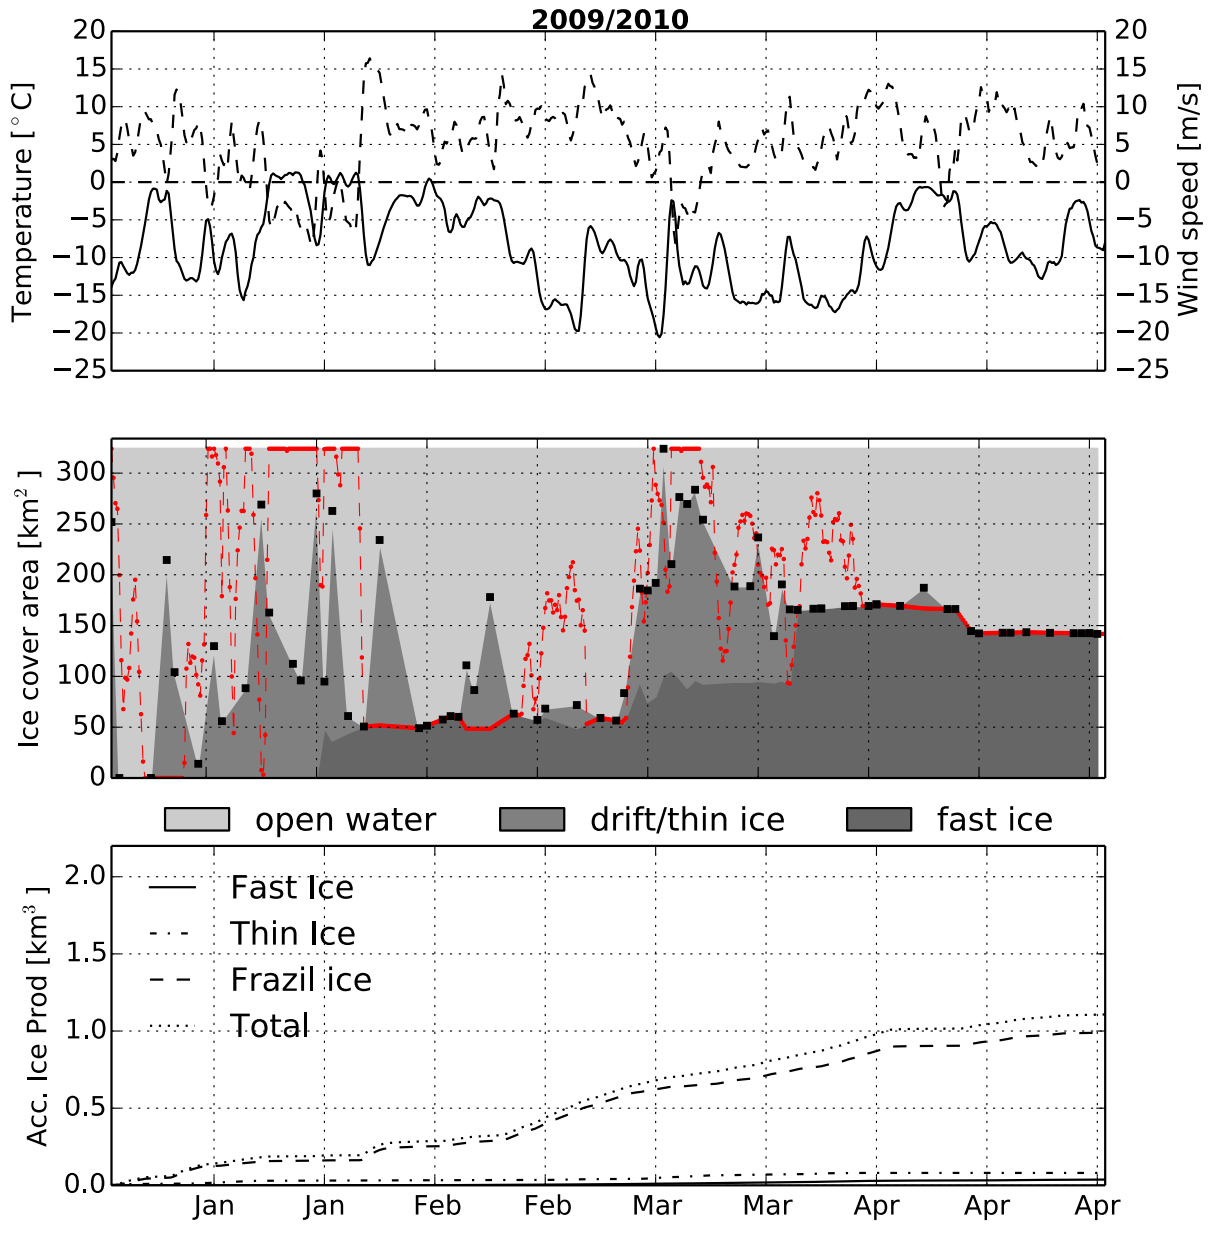 2009/2010
20
15
10
5
0
−5
−10
−15
−20
−25
Temperature [°C]
20
15
10
5
0
−5
−10
−15
−20
−25
Wind speed [m/s]
300
250
200
150
100
50
0
Ice cover area [km²]
open water
drift/thin ice
fast ice
2.0
1.5
1.0
0.5
0.0
Acc. Ice Prod [km³]
Fast Ice
Thin Ice
Frazil ice
Total
Jan Jan Feb Feb Mar Mar Apr Apr Apr